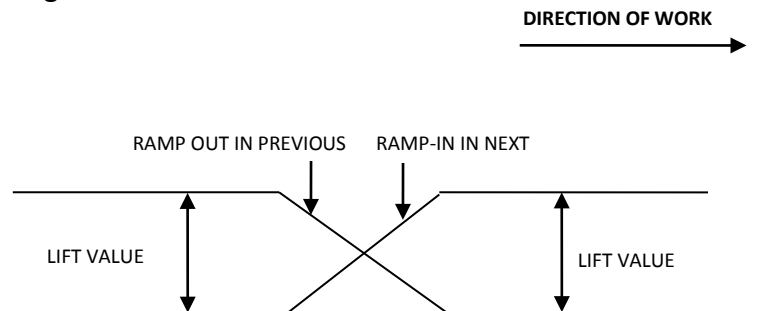 DIRECTION OF WORK
RAMP OUT IN PREVIOUS
RAMP-IN IN NEXT
LIFT VALUE
LIFT VALUE